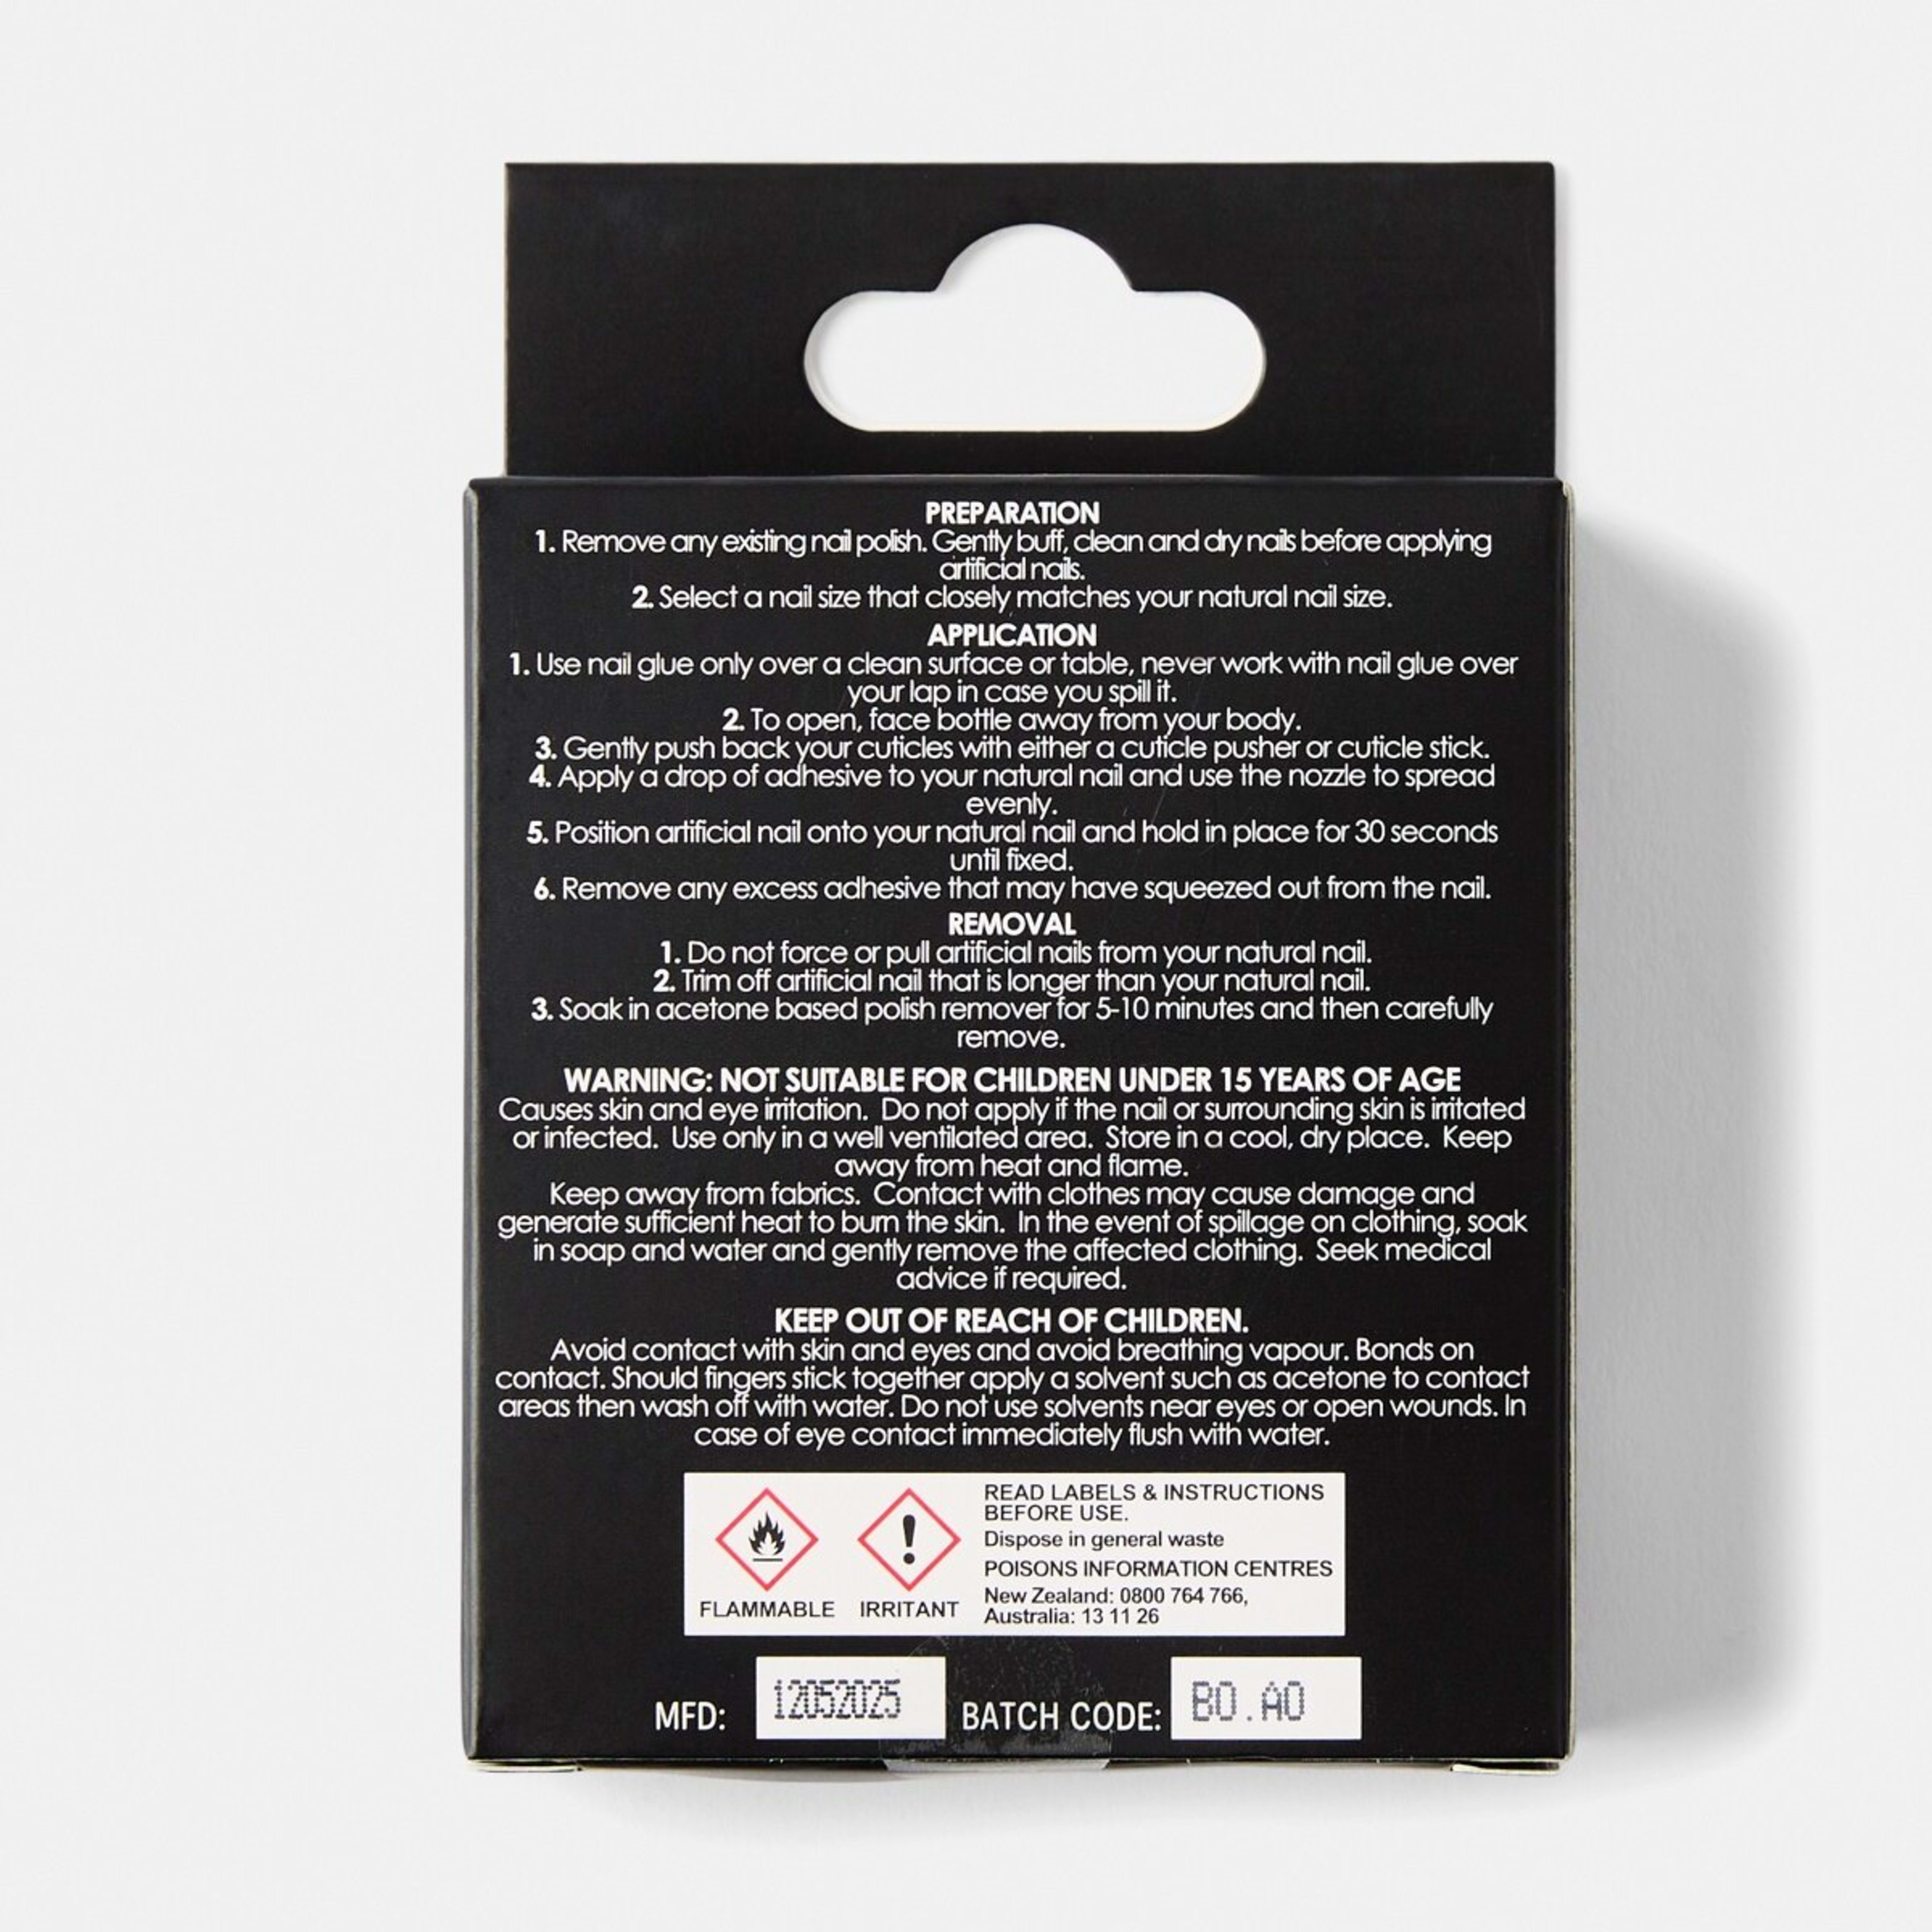 PREPARATION
1. Remove any existing nail polish. Gently buff, clean and dry nails before applying
artificial nails.
2. Select a nail size that closely matches your natural nail size.
APPLICATION
1. Use nail glue only over a clean surface or table, never work with nail glue over
your lap in case you spill it.
2. To open, face bottle away from your body.
3. Gently push back your cuticles with either a cuticle pusher or cuticle stick.
4. Apply a drop of adhesive to your natural nail and use the nozzle to spread
evenly.
5. Position artificial nail onto your natural nail and hold in place for 30 seconds
until fixed.
6. Remove any excess adhesive that may have squeezed out from the nail.
REMOVAL
1. Do not force or pull artificial nails from your natural nail.
2. Trim off artificial nail that is longer than your natural nail.
3. Soak in acetone based polish remover for 5-10 minutes and then carefully
remove.
WARNING: NOT SUITABLE FOR CHILDREN UNDER 15 YEARS OF AGE
Causes skin and eye irritation. Do not apply if the nail or surrounding skin is irritated
or infected. Use only in a well ventilated area. Store in a cool, dry place. Keep
away from heat and flame.
Keep away from fabrics. Contact with clothes may cause damage and
generate sufficient heat to burn the skin. In the event of spillage on clothing, soak
in soap and water and gently remove the affected clothing. Seek medical
advice if required.
KEEP OUT OF REACH OF CHILDREN.
Avoid contact with skin and eyes and avoid breathing vapour. Bonds on
contact. Should fingers stick together apply a solvent such as acetone to contact
areas then wash off with water. Do not use solvents near eyes or open wounds. In
case of eye contact immediately flush with water.
FLAMMABLE IRRITANT
READ LABELS & INSTRUCTIONS
BEFORE USE.
Dispose in general waste
POISONS INFORMATION CENTRES
New Zealand: 0800 764 766,
Australia: 13 11 26
MFD: 12052025 BATCH CODE: BO.AO